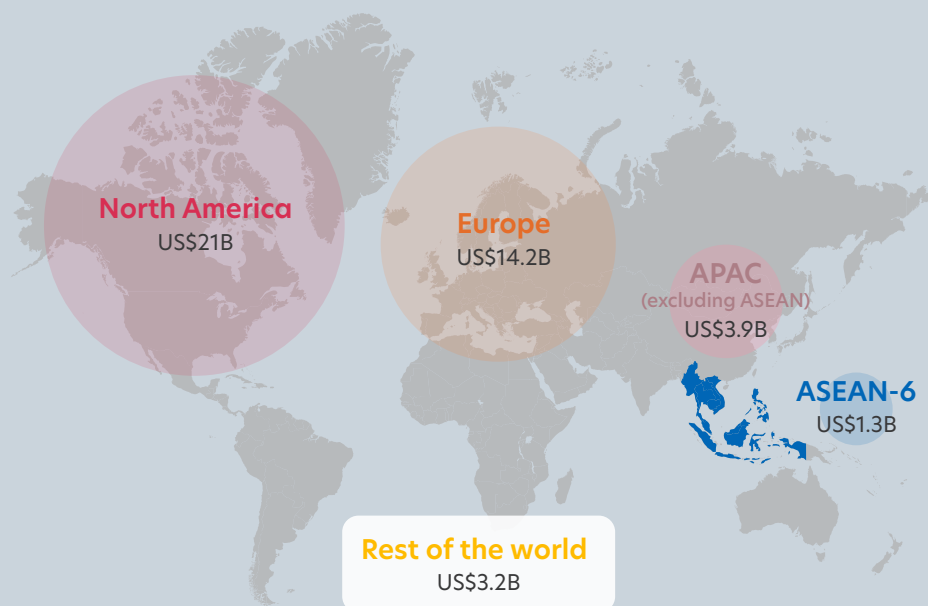 North America
US$21B
Europe
US$14.2B
APAC
(excluding ASEAN)
US$3.9B
ASEAN-6
US$1.3B
Rest of the world
US$3.2B